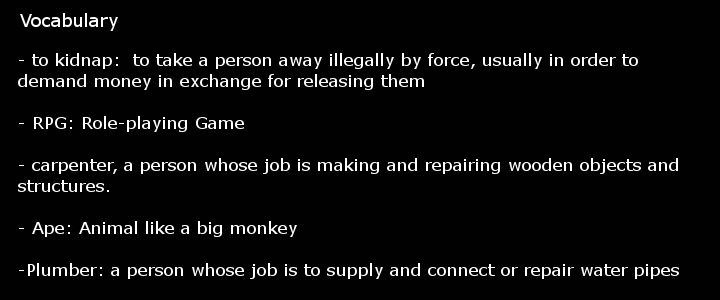 Vocabulary
- to kidnap:  to take a person away illegally by force, usually in order to
demand money in exchange for releasing them
- RPG: Role-playing Game
- carpenter, a person whose job is making and repairing wooden objects and
structures.
- Ape: Animal like a big monkey
-Plumber: a person whose job is to supply and connect or repair water pipes